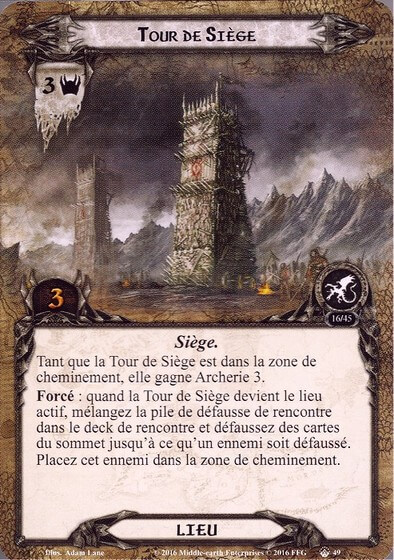 Tour de Siège
3
3
16/45
Siège.
Tant que la Tour de Siège est dans la zone de
cheminement, elle gagne Archerie 3.
Forcé : quand la Tour de Siège devient le lieu
actif, mélangez la pile de défausse de rencontre
dans le deck de rencontre et défaussez des cartes
du sommet jusqu'à ce qu'un ennemi soit défaussé.
Placez cet ennemi dans la zone de cheminement.
LIEU
Illus. Adam Lane © 2016 Middle-earth Enterprises © 2016 FFG 49